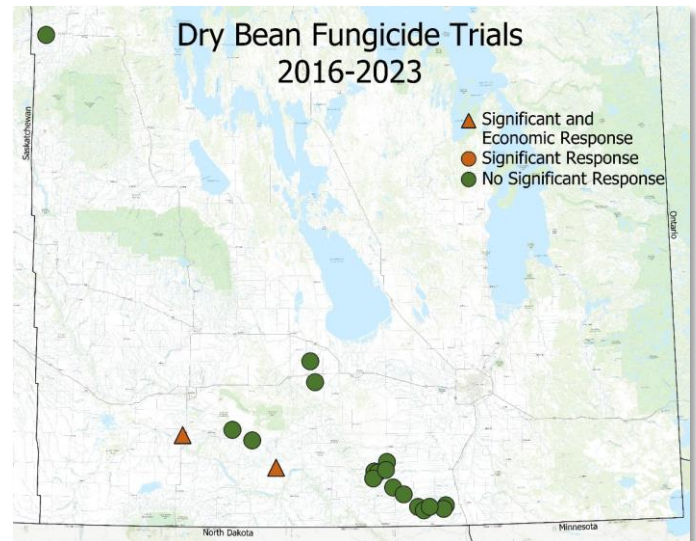 Dry Bean Fungicide Trials
2016-2023
Significant and
Economic Response
Significant Response
No Significant Response
Saskatchewan
Ontario
North Dakota
Minnesota